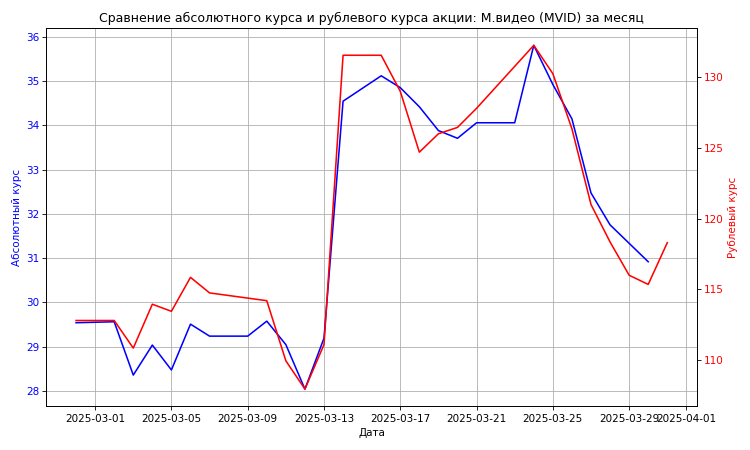 Сравнение абсолютного курса и рублевого курса акции: М.видео (MVID) за месяц
36
35
34
33
32
31
30
29
28
Абсолютный курс
130
125
120
115
110
Рублевый курс
2025-03-01 2025-03-05 2025-03-09 2025-03-13 2025-03-17 2025-03-21 2025-03-25 2025-03-29 2025-04-01
Дата